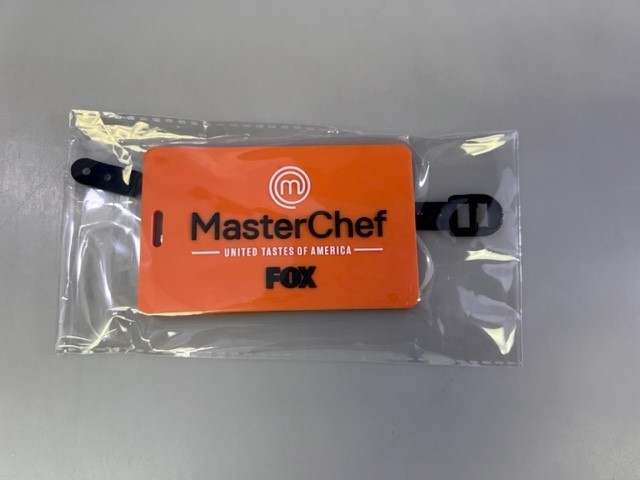 MasterChef
UNITED TASTES OF AMERICA
FOX